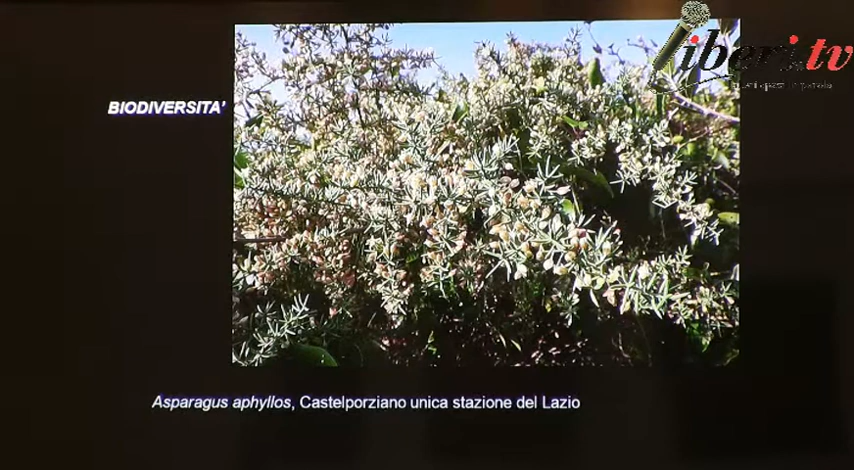 liberi.tv
BIODIVERSITA'
Asparagus aphyllos, Castelporziano unica stazione del Lazio